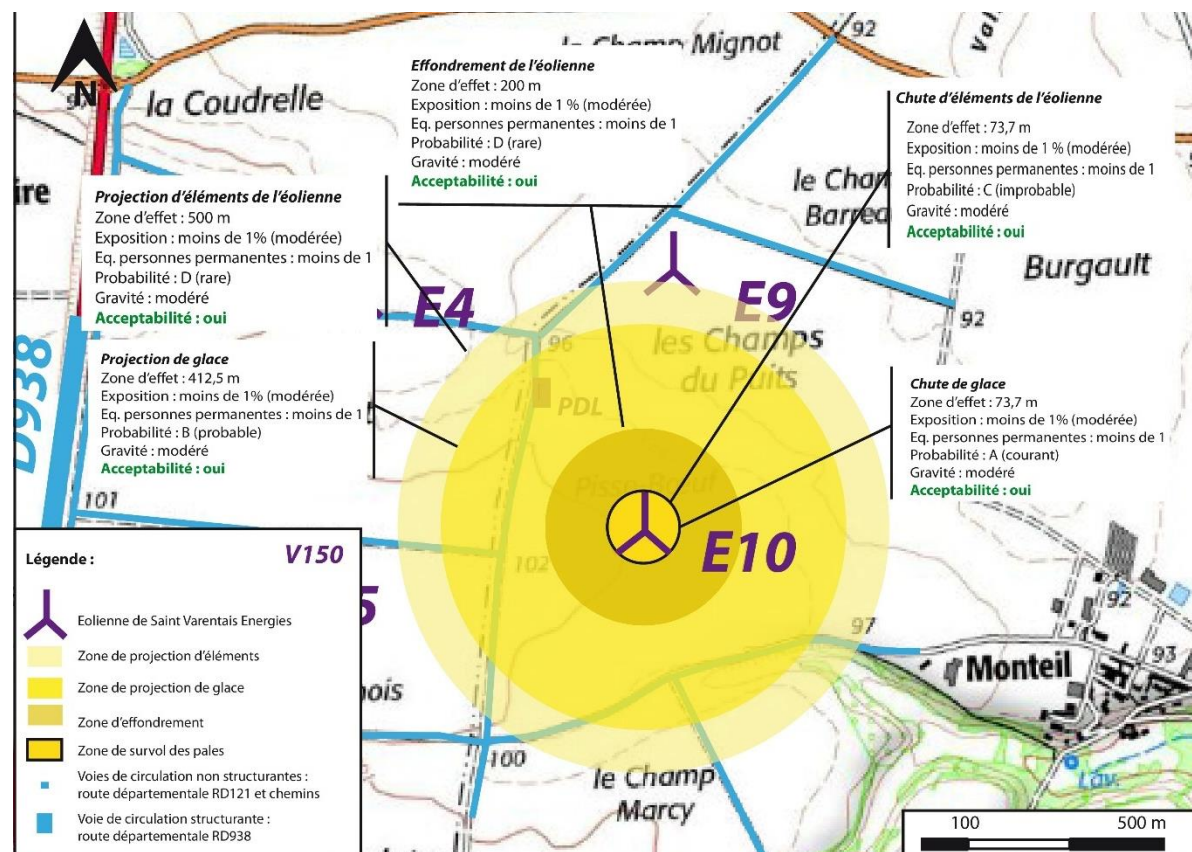 92
le Champ Mignot
N
la Coudrelle
Effondrement de l'éolienne
Zone d'effet : 200 m
Exposition : moins de 1 % (modérée)
Eq. personnes permanentes : moins de 1
Probabilité : D (rare)
Gravité : modéré
Acceptabilité : oui
Chute d'éléments de l'éolienne
Zone d'effet : 73,7 m
Exposition : moins de 1 % (modérée)
Eq. personnes permanentes : moins de 1
Probabilité : C (improbable)
Gravité : modéré
Acceptabilité : oui
Projection d'éléments de l'éolienne
Zone d'effet : 500 m
Exposition : moins de 1% (modérée)
Eq. personnes permanentes : moins de 1
Probabilité : D (rare)
Gravité : modéré
Acceptabilité : oui
ire
le Cham
Barrea
Burgault
E4
E9
92
96
les Champs
du Puits
PDL
D938
Projection de glace
Zone d'effet : 412,5 m
Exposition : moins de 1% (modérée)
Eq. personnes permanentes : moins de 1
Probabilité : B (probable)
Gravité : modéré
Acceptabilité : oui
Chute de glace
Zone d'effet : 73,7 m
Exposition : moins de 1% (modérée)
Eq. personnes permanentes : moins de 1
Probabilité : A (courant)
Gravité : modéré
Acceptabilité : oui
101
E10
102
5
97
92
93
Monteil
nois
100
le Champ
Marcy
Lav.
Légende :
V150
Eolienne de Saint Varentais Energies
Zone de projection d'éléments
Zone de projection de glace
Zone d'effondrement
Zone de survol des pales
Voies de circulation non structurantes :
route départementale RD121 et chemins
Voie de circulation structurante :
route départementale RD938
100
500 m